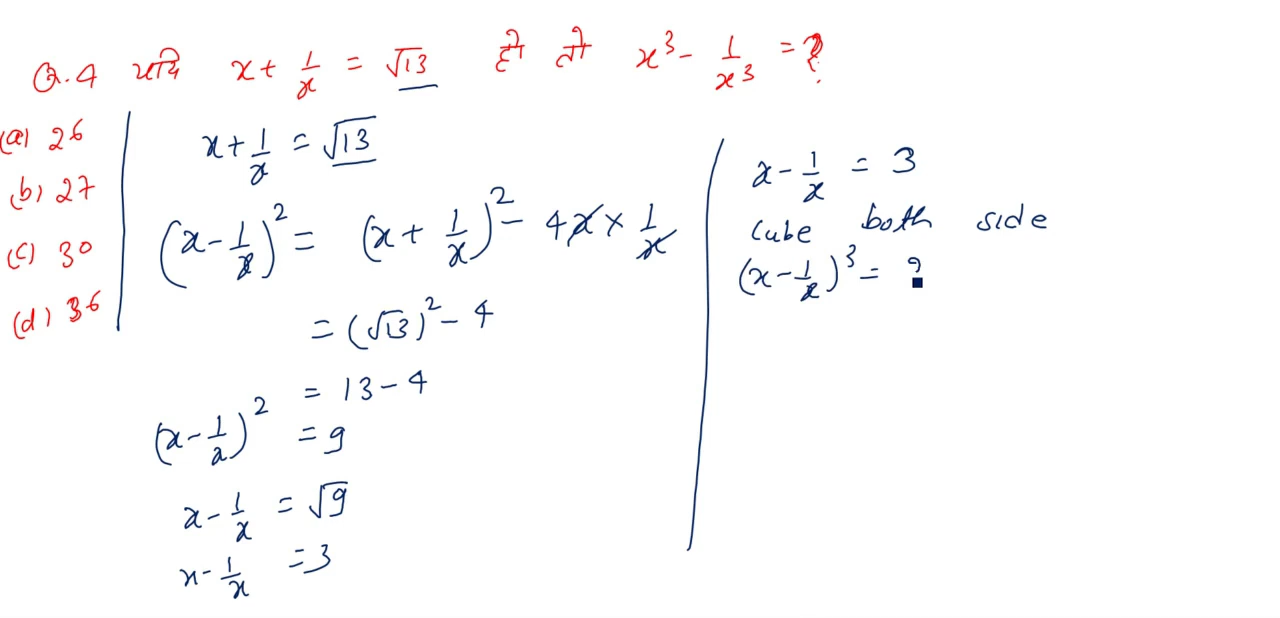 Q.4 यदि x + 1/x = √13 हो तो x³ - 1/x³ = ?
(a) 26
(b) 27
(c) 30
(d) 36
x + 1/x = √13
(x - 1/x)² = (x + 1/x)² - 4x × 1/x
= (√13)² - 4
= 13 - 4
(x - 1/x)² = 9
x - 1/x = √9
x - 1/x = 3
x - 1/x = 3
Cube both side
(x - 1/x)³ = ?